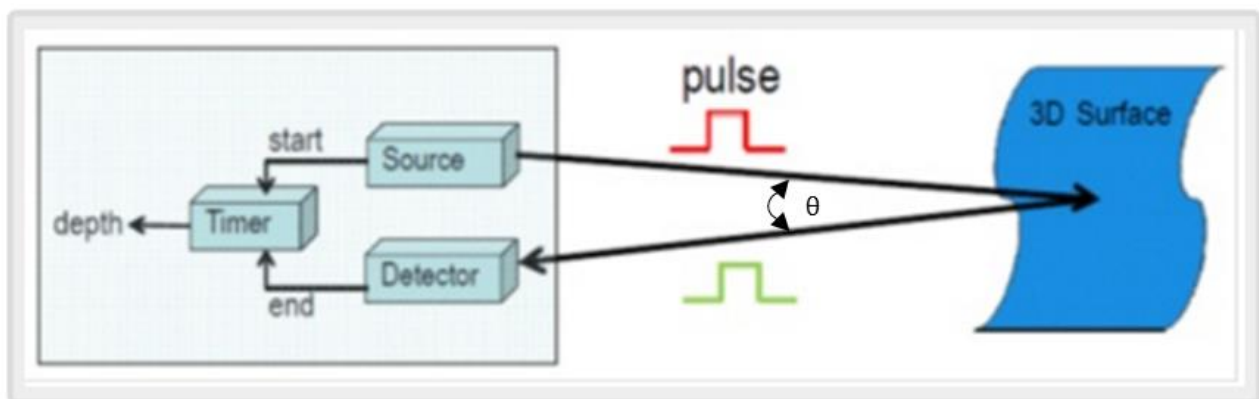 pulse
3D Surface
start
Source
depth
Timer
θ
Detector
end